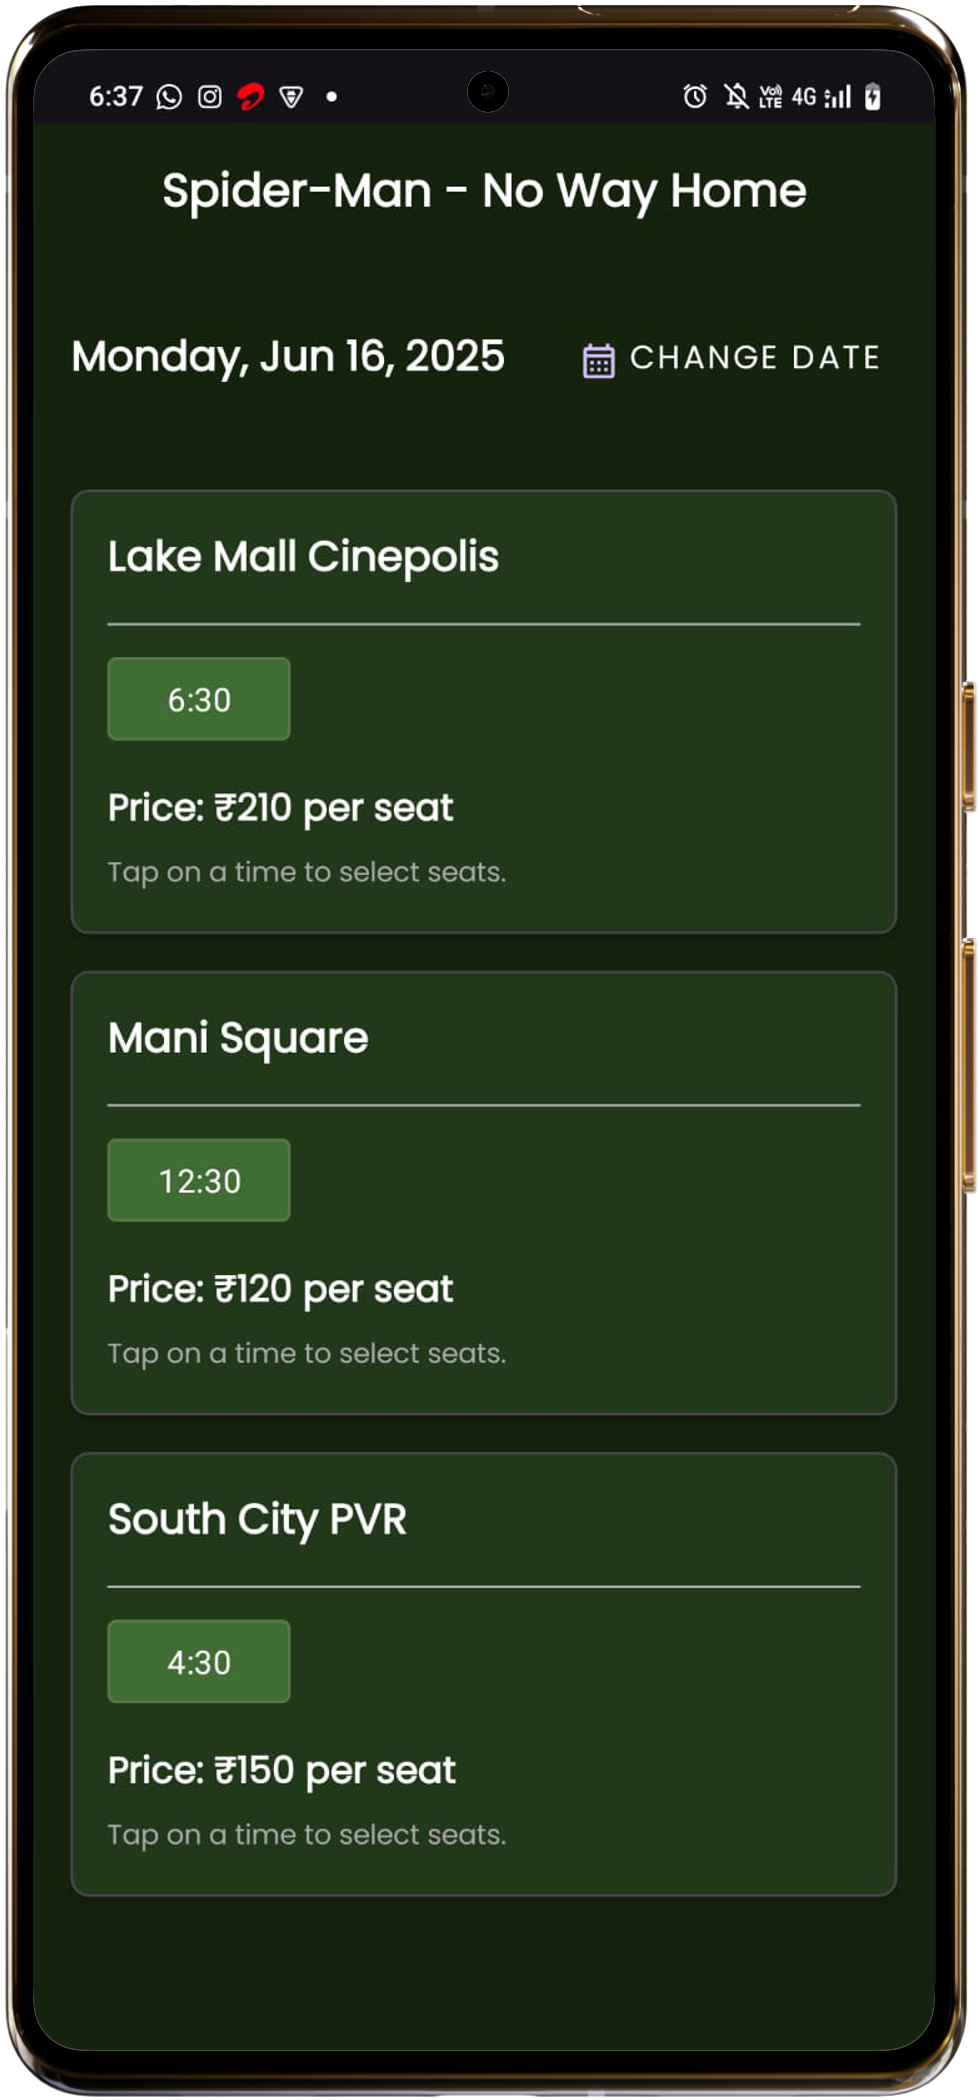 6:37
Vo) LTE 4G
Spider-Man - No Way Home
Monday, Jun 16, 2025
CHANGE DATE
Lake Mall Cinepolis
6:30
Price: ₹210 per seat
Tap on a time to select seats.
Mani Square
12:30
Price: ₹120 per seat
Tap on a time to select seats.
South City PVR
4:30
Price: ₹150 per seat
Tap on a time to select seats.